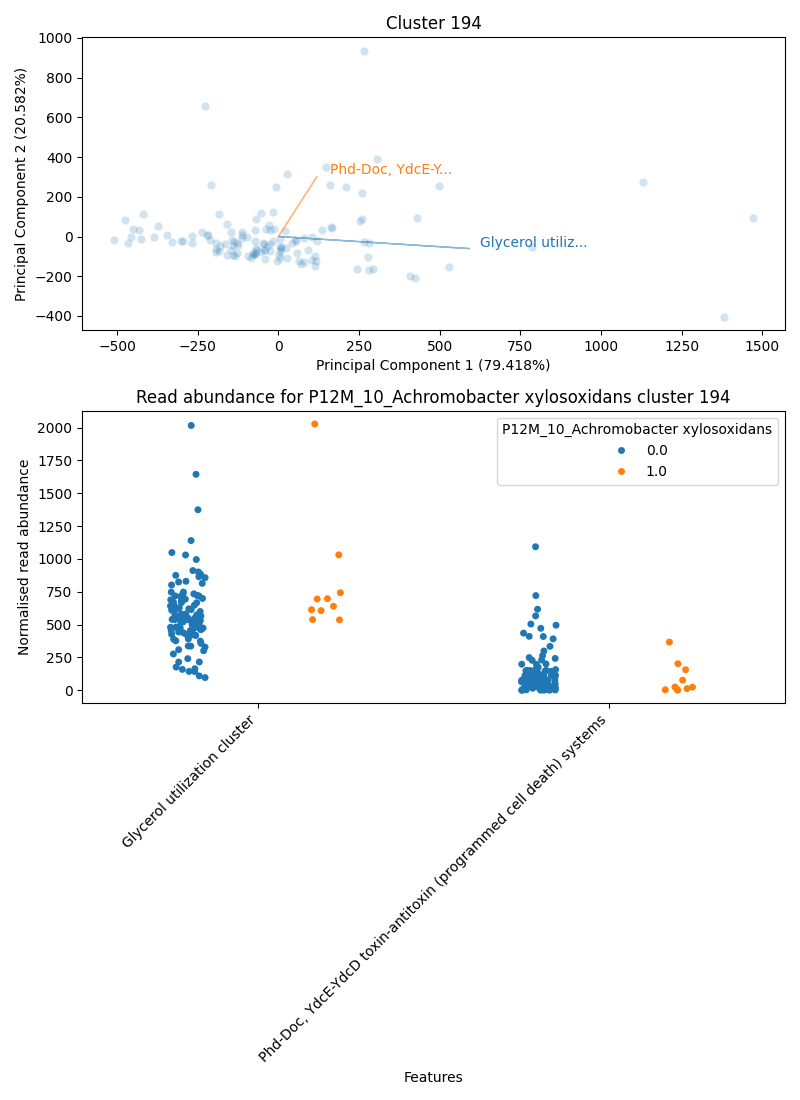 Cluster 194
1000
800
600
400
200
0
−200
−400
Principal Component 2 (20.582%)
Phd-Doc, YdcE-Y...
Glycerol utiliz...
−500
−250
0
250
500
750
1000
1250
1500
Principal Component 1 (79.418%)
Read abundance for P12M_10_Achromobacter xylosoxidans cluster 194
2000
1750
1500
1250
1000
750
500
250
0
Normalised read abundance
P12M_10_Achromobacter xylosoxidans
0.0
1.0
Glycerol utilization cluster
Phd-Doc, YdcE-YdcD toxin-antitoxin (programmed cell death) systems
Features